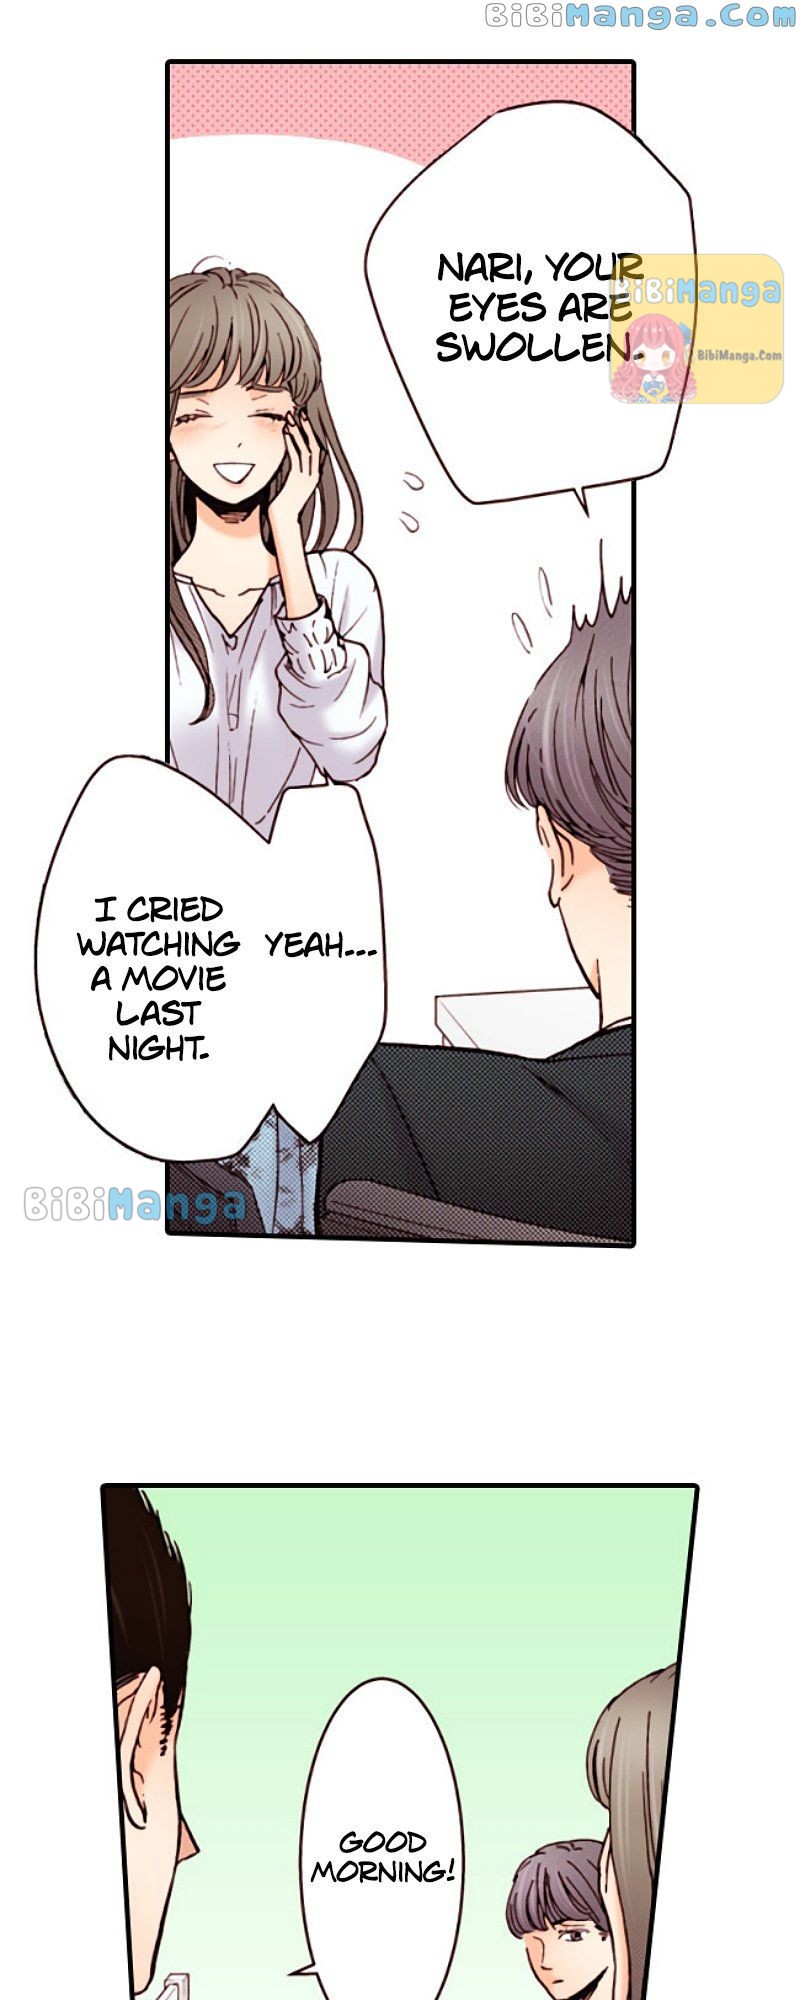 BiBiManga.Com
NARI, YOUR
EYES ARE
SWOLLEN.
BiBiManga
BibiManga.Com
YEAH...
I CRIED
WATCHING
A MOVIE
LAST
NIGHT.
BiBiManga
GOOD
MORNING!